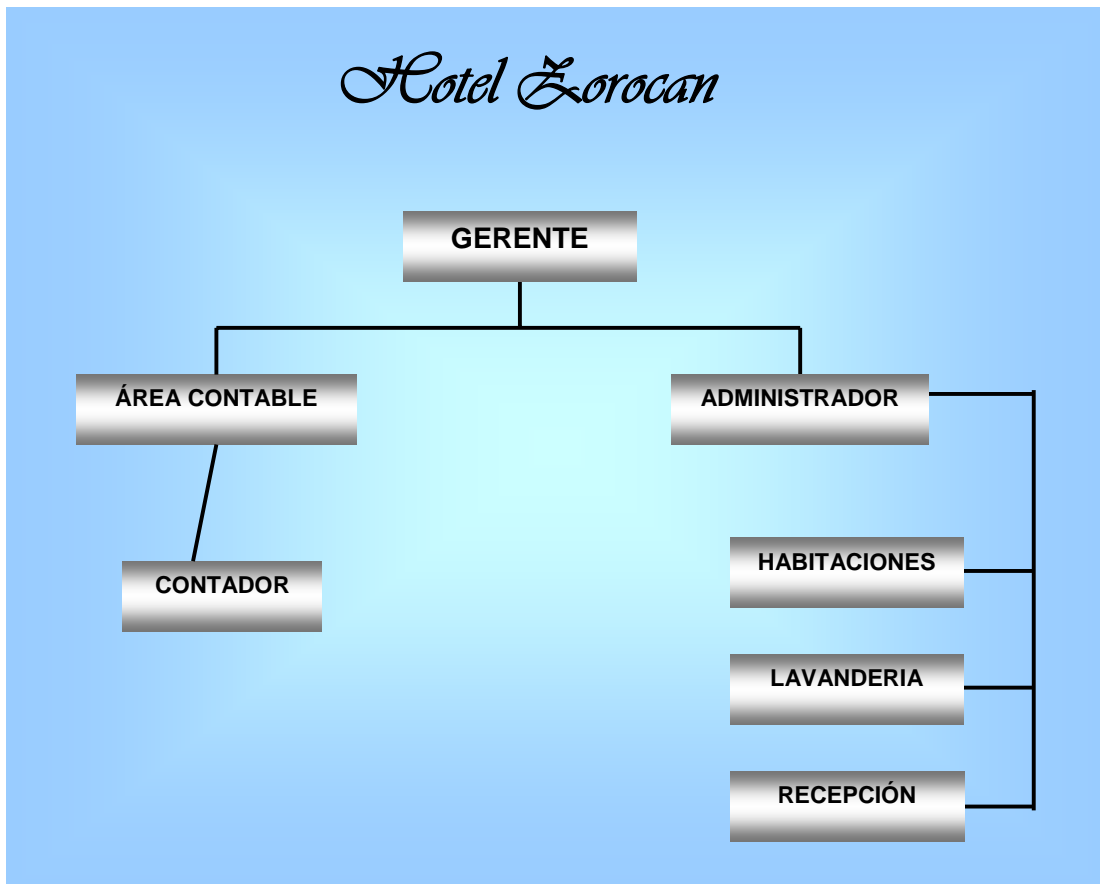 Hotel Zorocan
GERENTE
ÁREA CONTABLE
ADMINISTRADOR
HABITACIONES
CONTADOR
LAVANDERIA
RECEPCIÓN